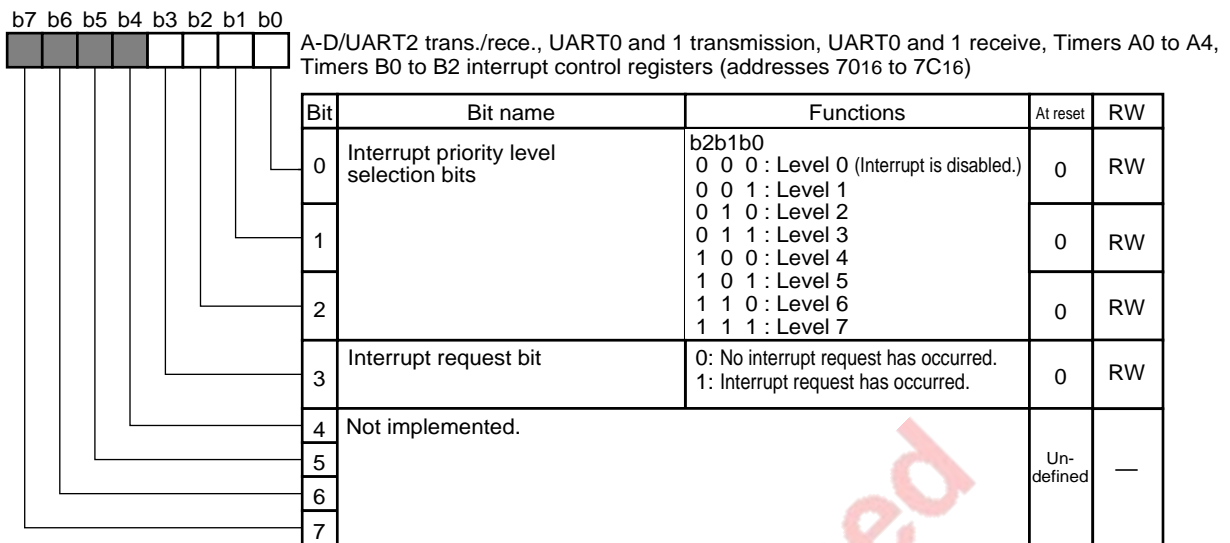 b7 b6 b5 b4 b3 b2 b1 b0
A-D/UART2 trans./rece., UART0 and 1 transmission, UART0 and 1 receive, Timers A0 to A4,
Timers B0 to B2 interrupt control registers (addresses 7016 to 7C16)
Bit Bit name Functions At reset RW
0 Interrupt priority level
selection bits
b2b1b0
0 0 0 : Level 0 (Interrupt is disabled.)
0 0 1 : Level 1
0 1 0 : Level 2
0 1 1 : Level 3
1 0 0 : Level 4
1 0 1 : Level 5
1 1 0 : Level 6
1 1 1 : Level 7
0 RW
1 0 RW
2 0 RW
3 Interrupt request bit
0: No interrupt request has occurred.
1: Interrupt request has occurred.
0 RW
4 Not implemented.
5
6
7
Un-
defined
—